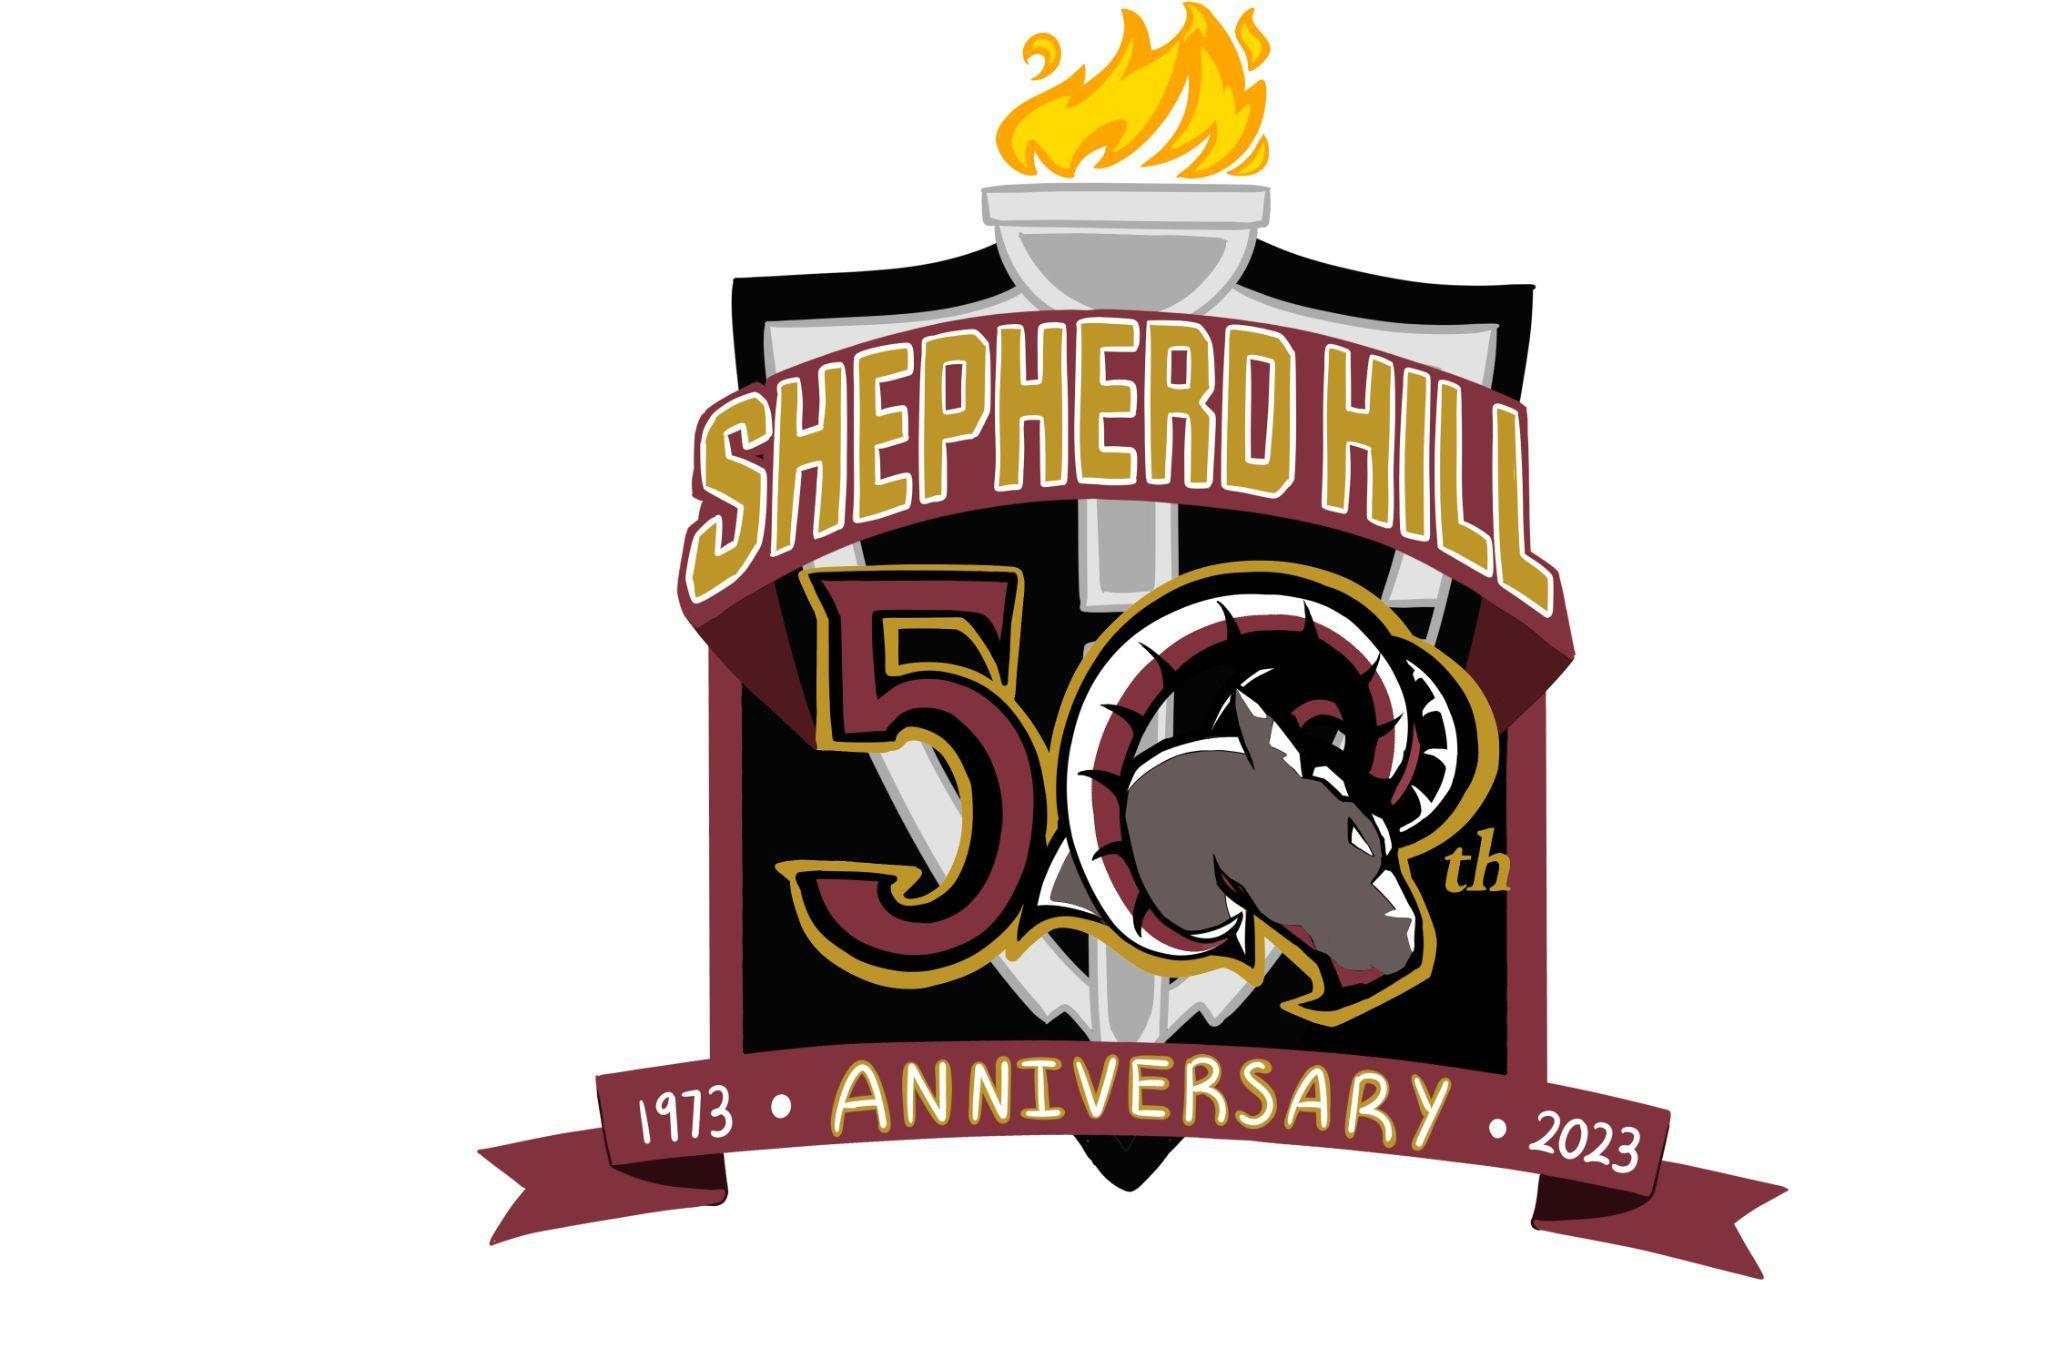 SHEPHERD HILL
50th
1973 • ANNIVERSARY • 2023